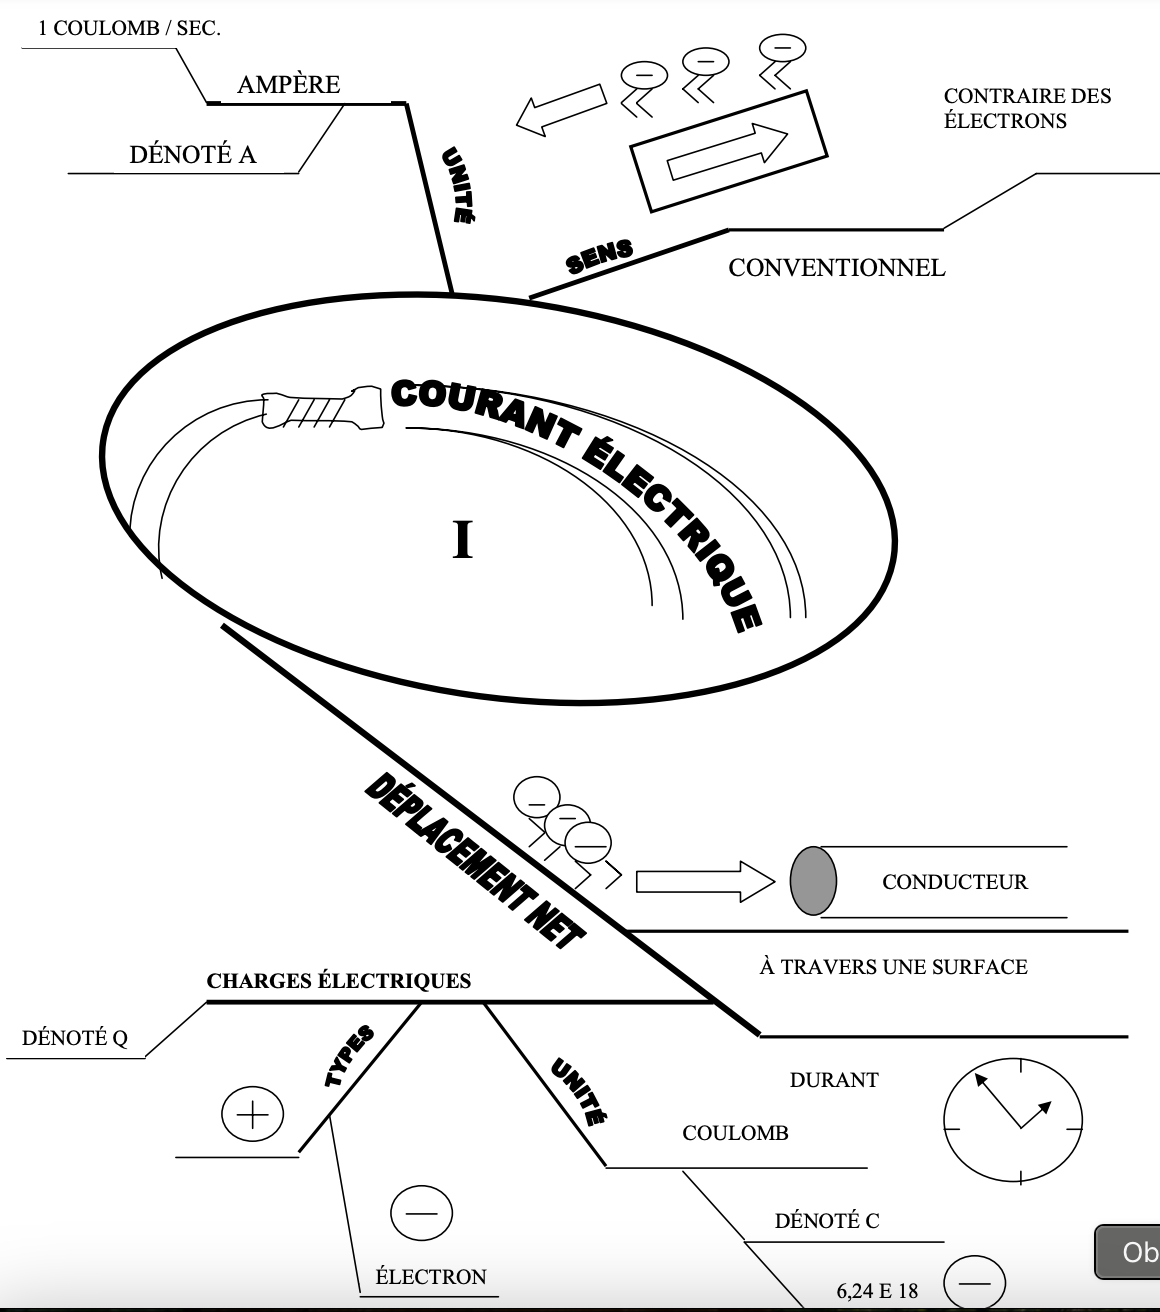 1 COULOMB / SEC.
AMPÈRE
DÉNOTÉ A
UNITÉ
CONTRAIRE DES
ÉLECTRONS
SENS
CONVENTIONNEL
COURANT ÉLECTRIQUE
I
DÉPLACEMENT NET
CONDUCTEUR
À TRAVERS UNE SURFACE
CHARGES ÉLECTRIQUES
DÉNOTÉ Q
TYPES
UNITÉ
DURANT
+
COULOMB
DÉNOTÉ C
ÉLECTRON
6,24 E 18
Ob